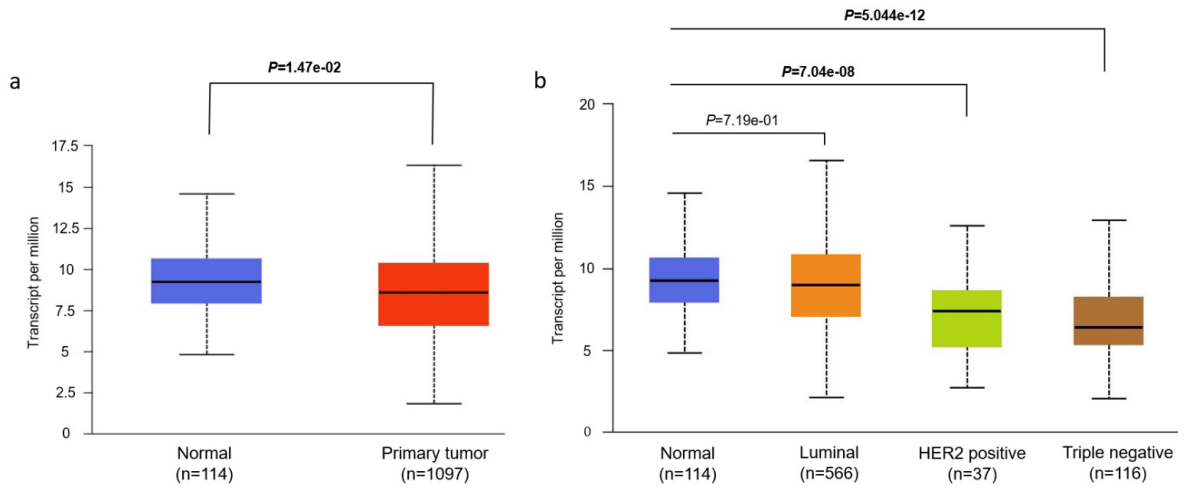 a
P=1.47e-02
Transcript per million
17.5
15
12.5
10
7.5
5
2.5
0
Normal
(n=114)
Primary tumor
(n=1097)
b
P=5.044e-12
P=7.04e-08
P=7.19e-01
Transcript per million
20
15
10
5
0
Normal
(n=114)
Luminal
(n=566)
HER2 positive
(n=37)
Triple negative
(n=116)